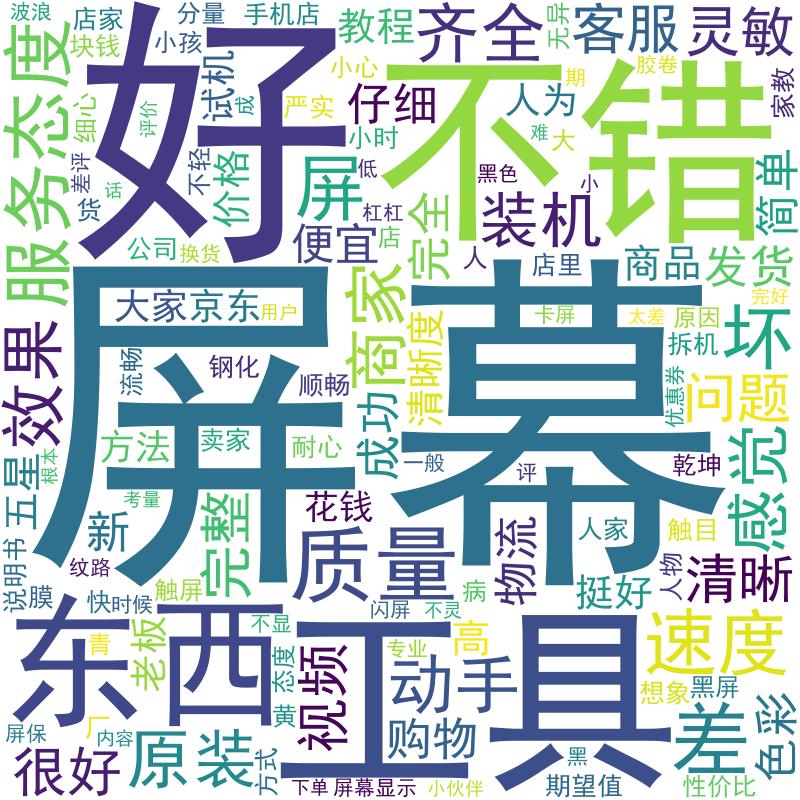 波浪
店家
分量
手机店
教程
齐全
无异
客服
灵敏
块钱
小孩
好
不错
小心
胶卷
期
家教
服务态度
细心
评价
成
试机
严实
仔细
人为
难
大
差评
话
不轻
价格
小时
屏
低
黑色
小
简单
货
杠杠
装机
公司
换货
便宜
店
完全
人
店里
商品
发货
完好
大家
京东
用户
商家
卡屏
太差
原因
坏
效果
屏幕
流畅
钢化
顺畅
清晰度
拆机
优惠券
问题
五星
根本
方法
卖家
耐心
成功
一般
评
乾坤
感觉
考量
新
完整
花钱
质量
物流
人家
触目
纹路
说明书
膜
快
时候
触屏
闪屏
不灵
病
挺好
人物
清晰
东西
青
老板
不显
工具
专业
高
速度
态度
视频
动手
想象
黑屏
色彩
屏保
厂
内容
原装
黄
购物
黑
差
很好
方式
下单
屏幕显示
小伙伴
期望值
性价比